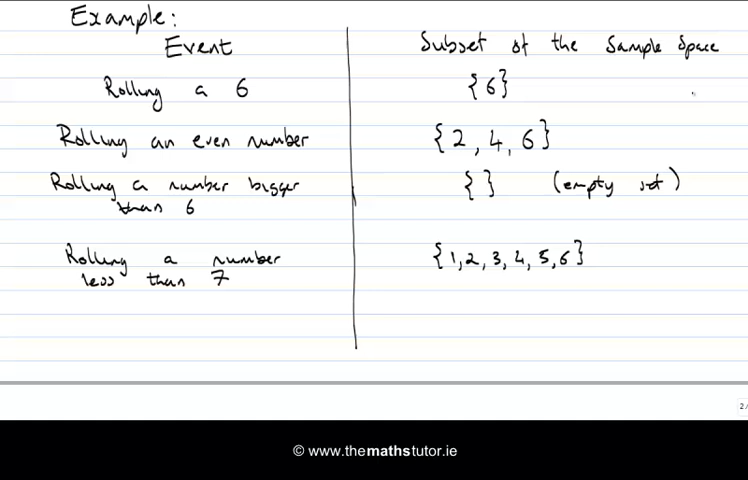 Example:
Event
Subset of the Sample Space
Rolling a 6
{6}
Rolling an even number
{2, 4, 6}
Rolling a number bigger
than 6
{ } (empty set)
Rolling a number
less than 7
{1, 2, 3, 4, 5, 6}
2/
© www.themathstutor.ie